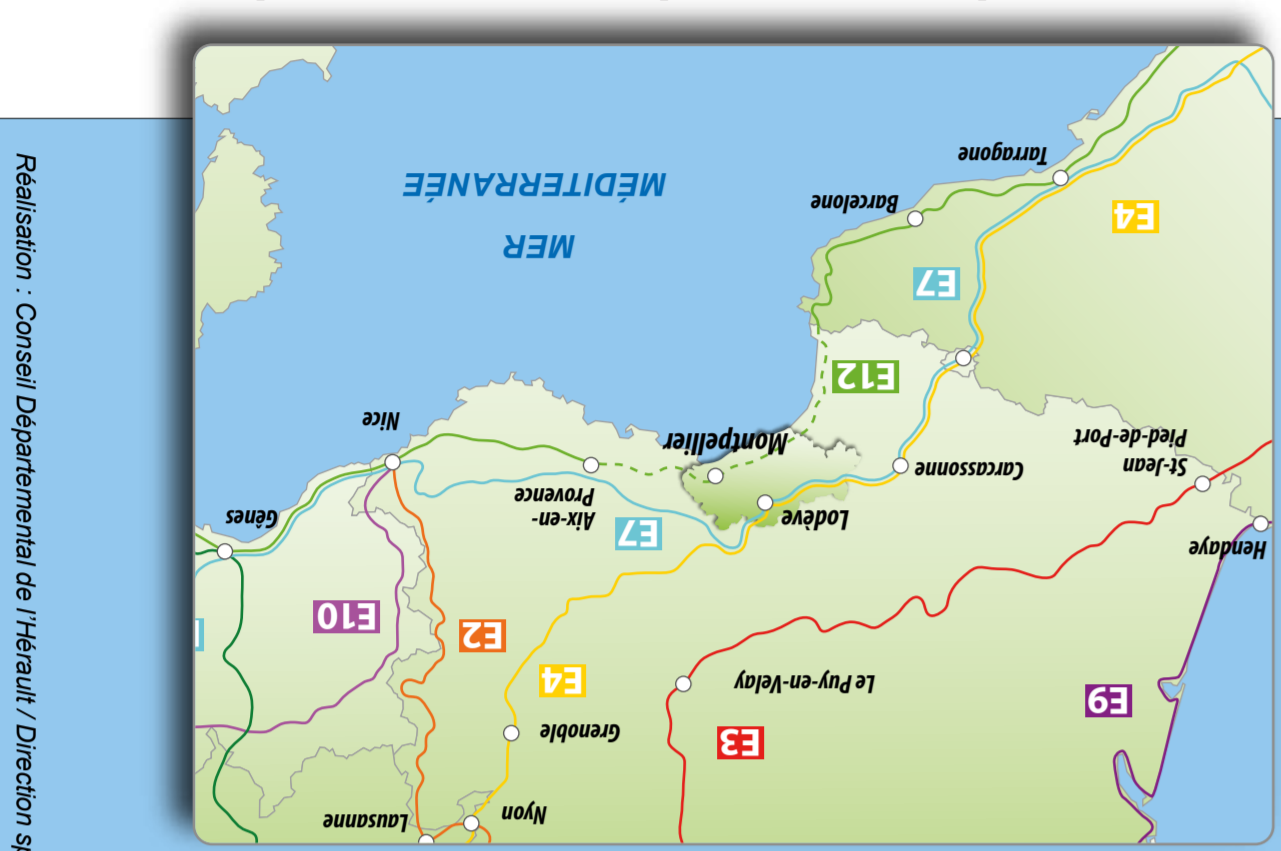 Nyon
Lausanne
Grenoble
E3
E9
Le Puy-en-Velay
E4
E2
E10
Hendaye
E7
Lodève
Gênes
Aix-en-
Provence
St-Jean
Pied-de-Port
Carcassonne
Montpellier
Nice
E12
E7
E4
Barcelone
MER
MÉDITERRANÉE
Tarragone
Réalisation : Conseil Départemental de l'Hérault / Direction